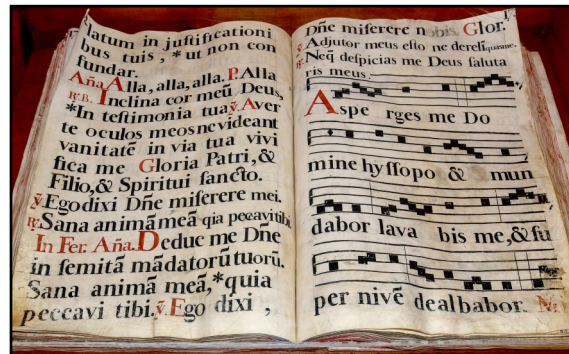 latum in juſtificationi
bus tuis, *ut non con
fundar.
Aña Alla, alla, alla. P. Alla
℟.B. Inclina cor meũ Deus,
*In teſtimonia tua ℣. Aver
te oculos meos ne videant
vanitatẽ in via tua vivi
fica me Gloria Patri, &
Filio, & Spiritui ſancto.
℣. Ego dixi Dñe miſerere mei.
℟. Sana animã meã qia peccavi tibi
In Fer. Aña. Deduc me Dñe
in ſemitã mãdatorũ tuorũ.
Sana animã meã, *quia
peccavi tibi. ℣. Ego dixi,
Dñe miſerere nobis. Glor.
℣. Adjutor meus eſto ne derelĩquas me.
℟. Neq̃ deſpicias me Deus ſaluta
ris meus.
Aspe rges me Do
mine hyſſopo & mun
dabor lava bis me, & ſu
per nivẽ dealbabor.